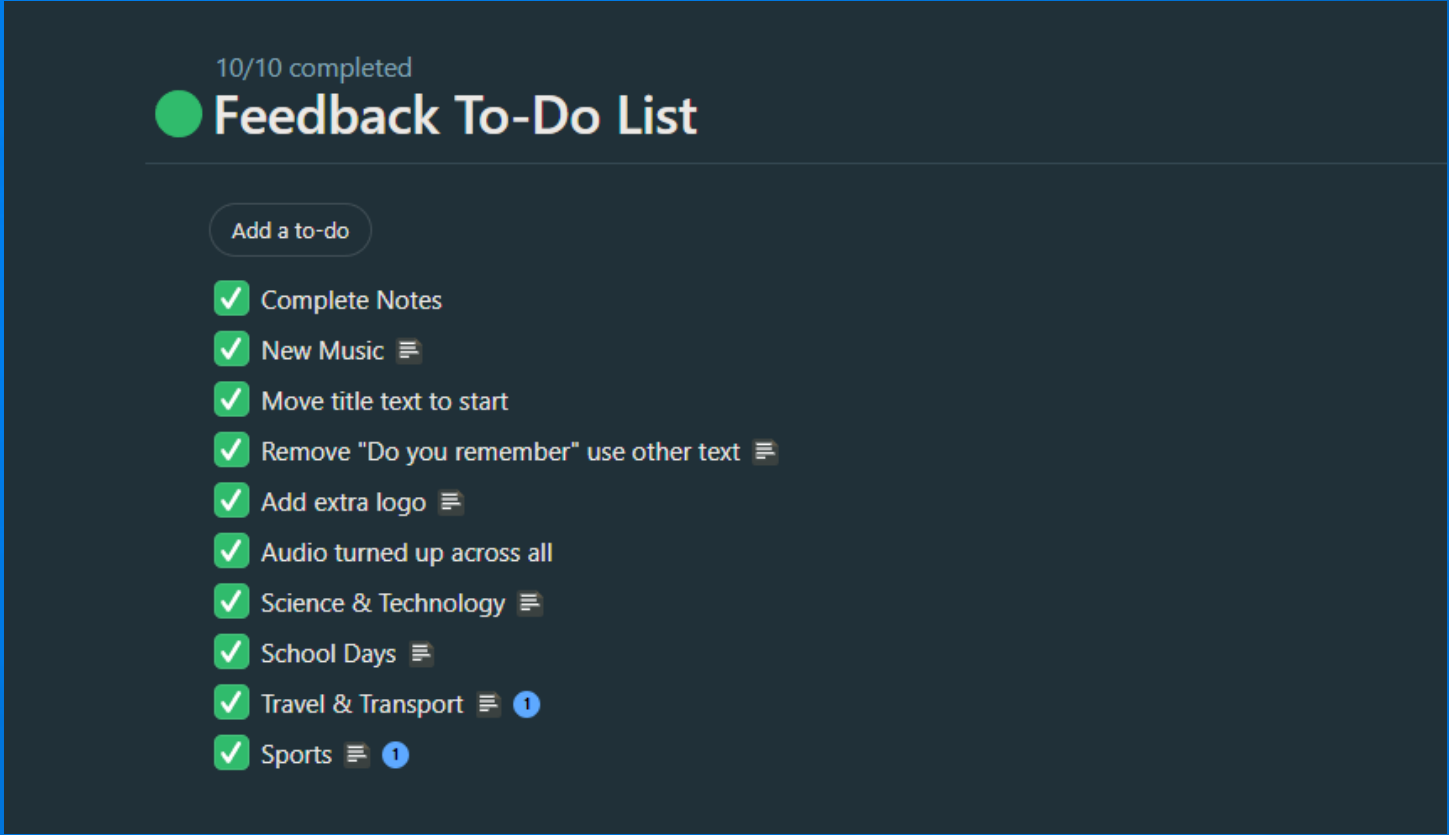 10/10 completed
Feedback To-Do List
Add a to-do
Complete Notes
New Music
Move title text to start
Remove "Do you remember" use other text
Add extra logo
Audio turned up across all
Science & Technology
School Days
Travel & Transport 1
Sports 1